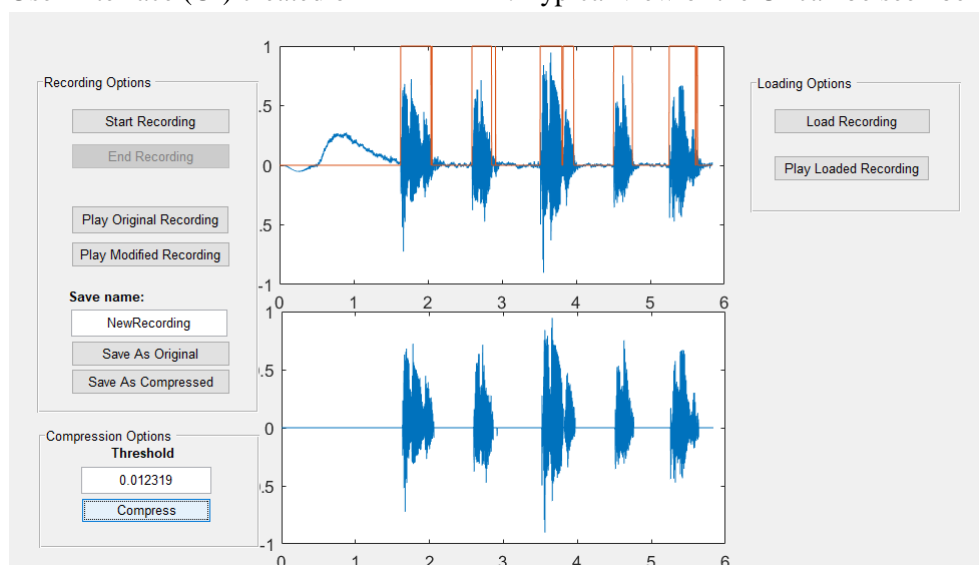 Recording Options
Start Recording
End Recording
Play Original Recording
Play Modified Recording
Save name:
NewRecording
Save As Original
Save As Compressed
Compression Options
Threshold
0.012319
Compress
1
.5
0
.5
-1
0 1 2 3 4 5 6
1
0.5
0
-0.5
-1
0 1 2 3 4 5 6
Loading Options
Load Recording
Play Loaded Recording